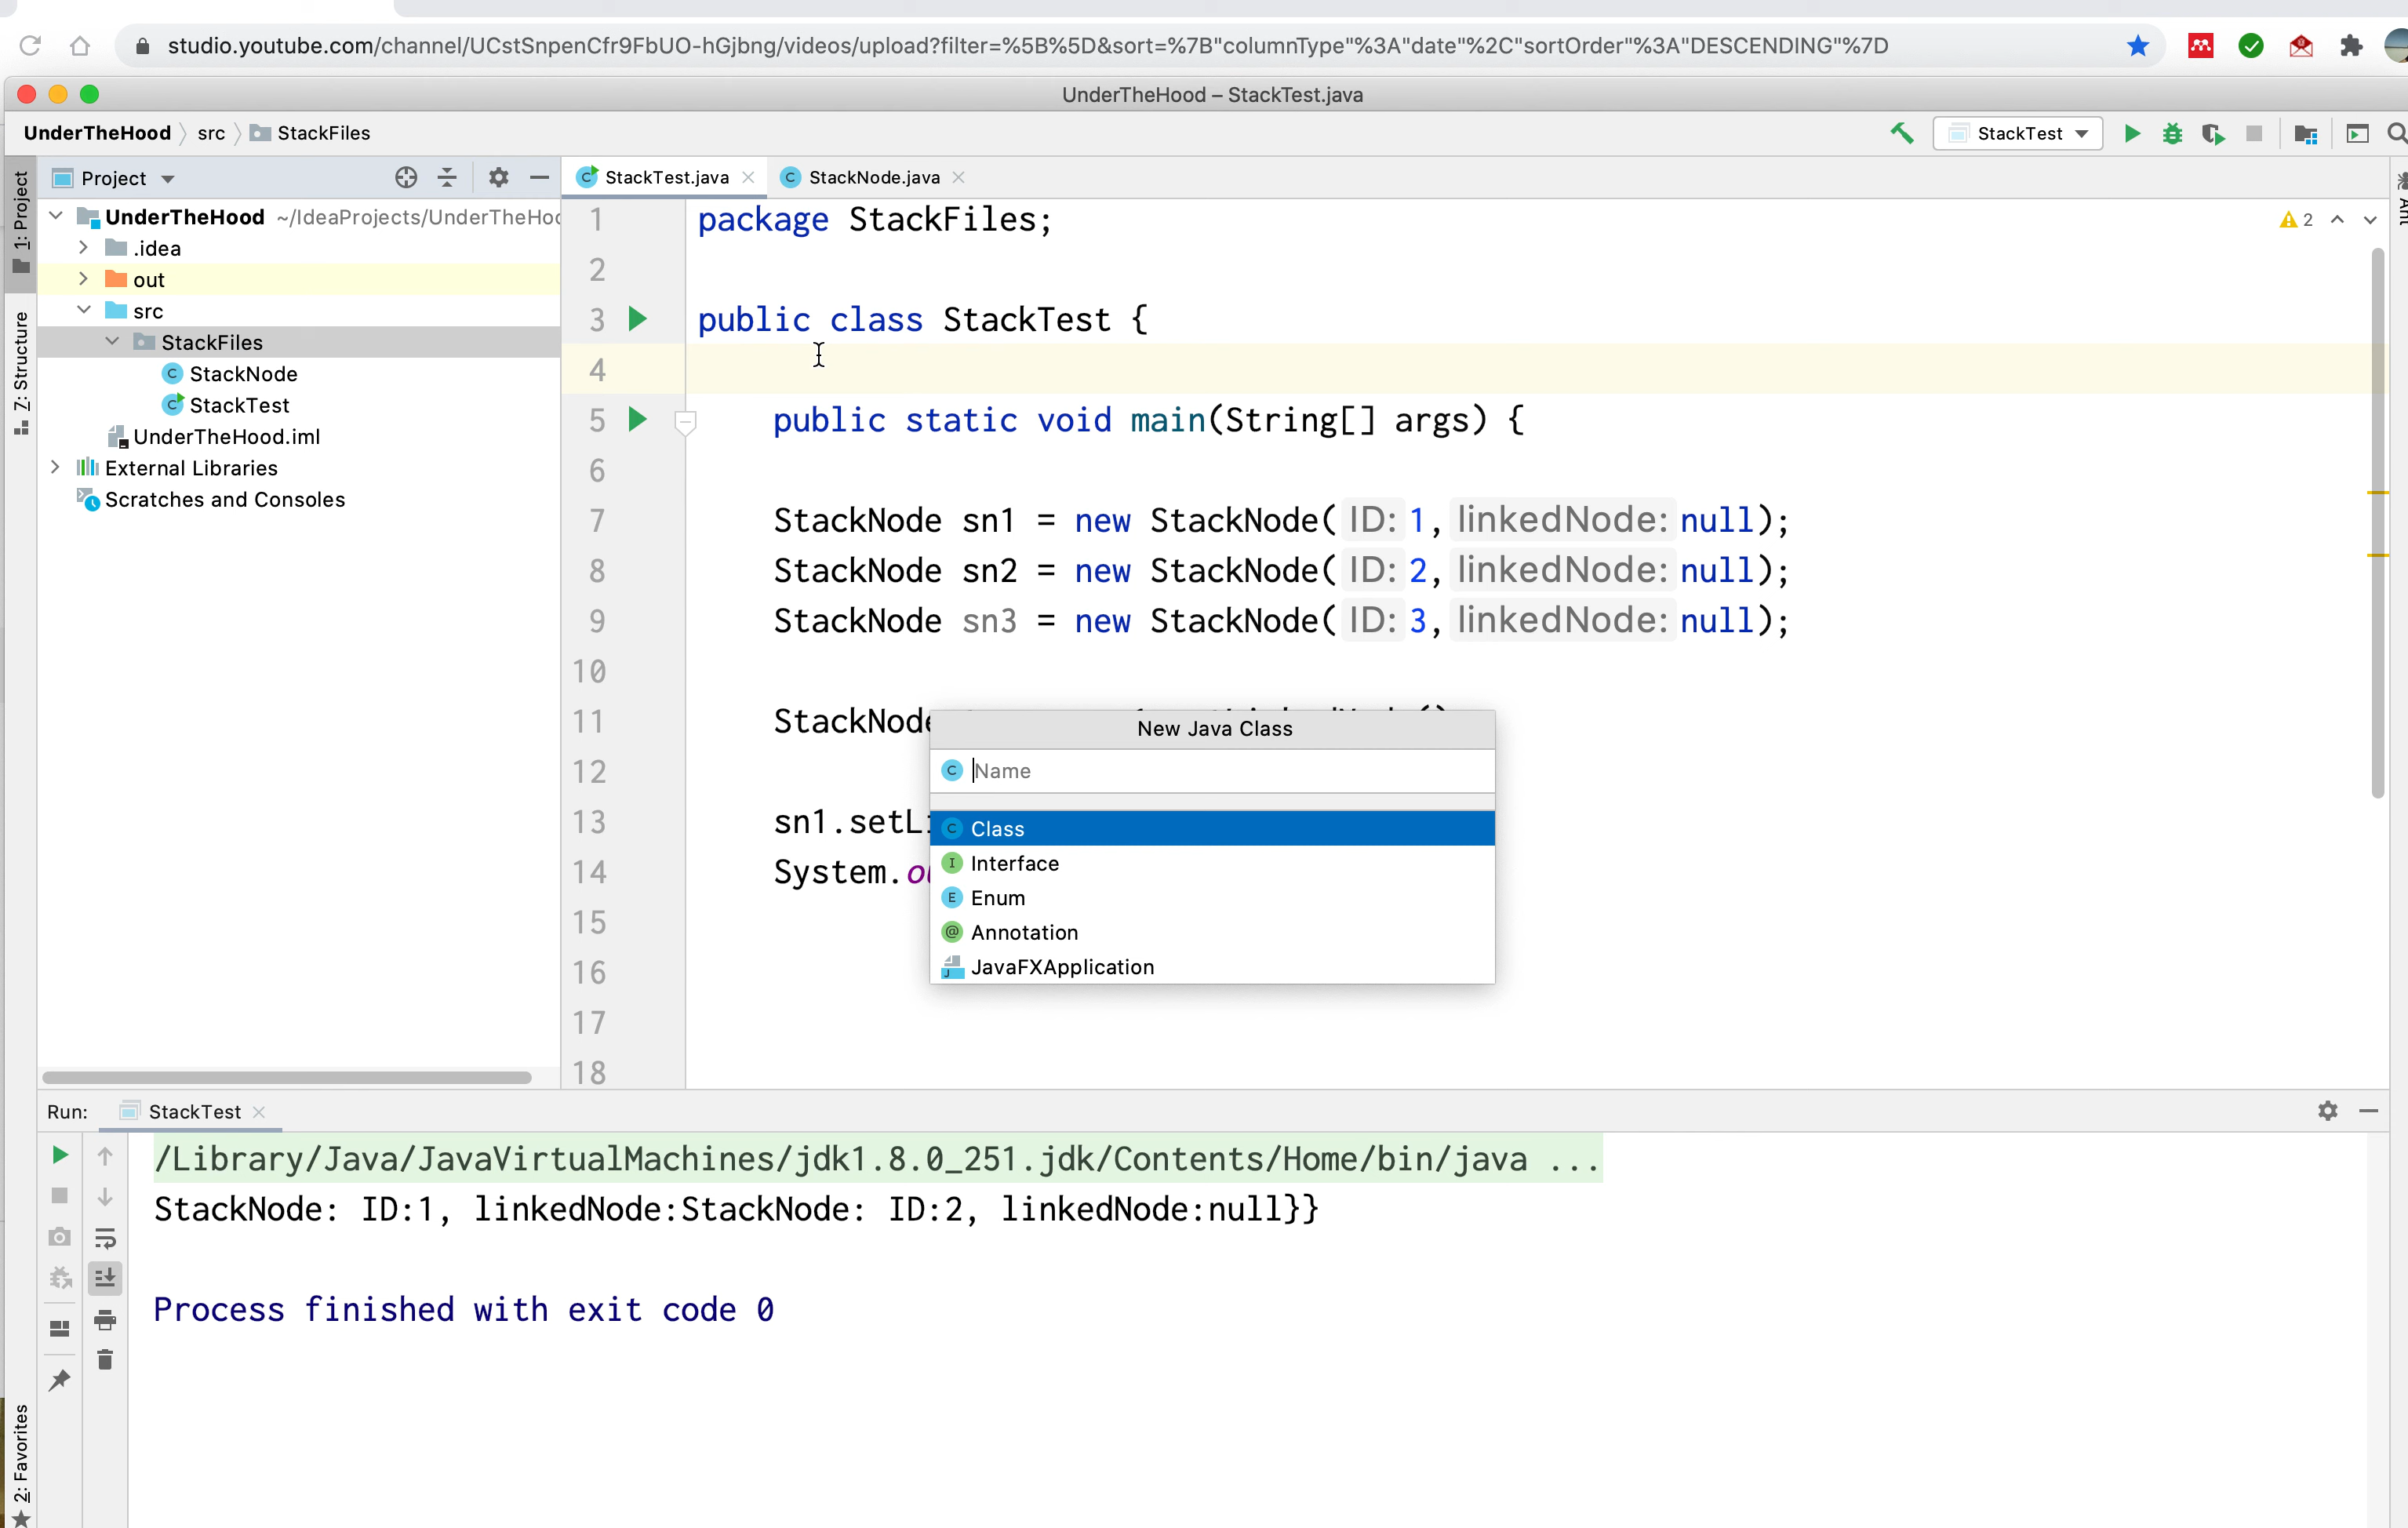 studio.youtube.com/channel/UCstSnpenCfr9FbUO-hGjbng/videos/upload?filter=%5B%5D&sort=%7B"columnType"%3A"date"%2C"sortOrder"%3A"DESCENDING"%7D
UnderTheHood – StackTest.java
UnderTheHood
src
StackFiles
StackTest
Project
StackTest.java
StackNode.java
1: Project
Z: Structure
2: Favorites
Ant
UnderTheHood ~/IdeaProjects/UnderTheHoo
.idea
out
src
StackFiles
StackNode
StackTest
UnderTheHood.iml
External Libraries
Scratches and Consoles
2
1 package StackFiles;
2
3 public class StackTest {
4
5 public static void main(String[] args) {
6
7 StackNode sn1 = new StackNode( ID: 1, linkedNode: null);
8 StackNode sn2 = new StackNode( ID: 2, linkedNode: null);
9 StackNode sn3 = new StackNode( ID: 3, linkedNode: null);
10
11 StackNode
12
13 sn1.setLi
14 System.ou
15
16
17
18
New Java Class
C Name
C Class
I Interface
E Enum
@ Annotation
J JavaFXApplication
Run: StackTest
/Library/Java/JavaVirtualMachines/jdk1.8.0_251.jdk/Contents/Home/bin/java ...
StackNode: ID:1, linkedNode:StackNode: ID:2, linkedNode:null}}
Process finished with exit code 0